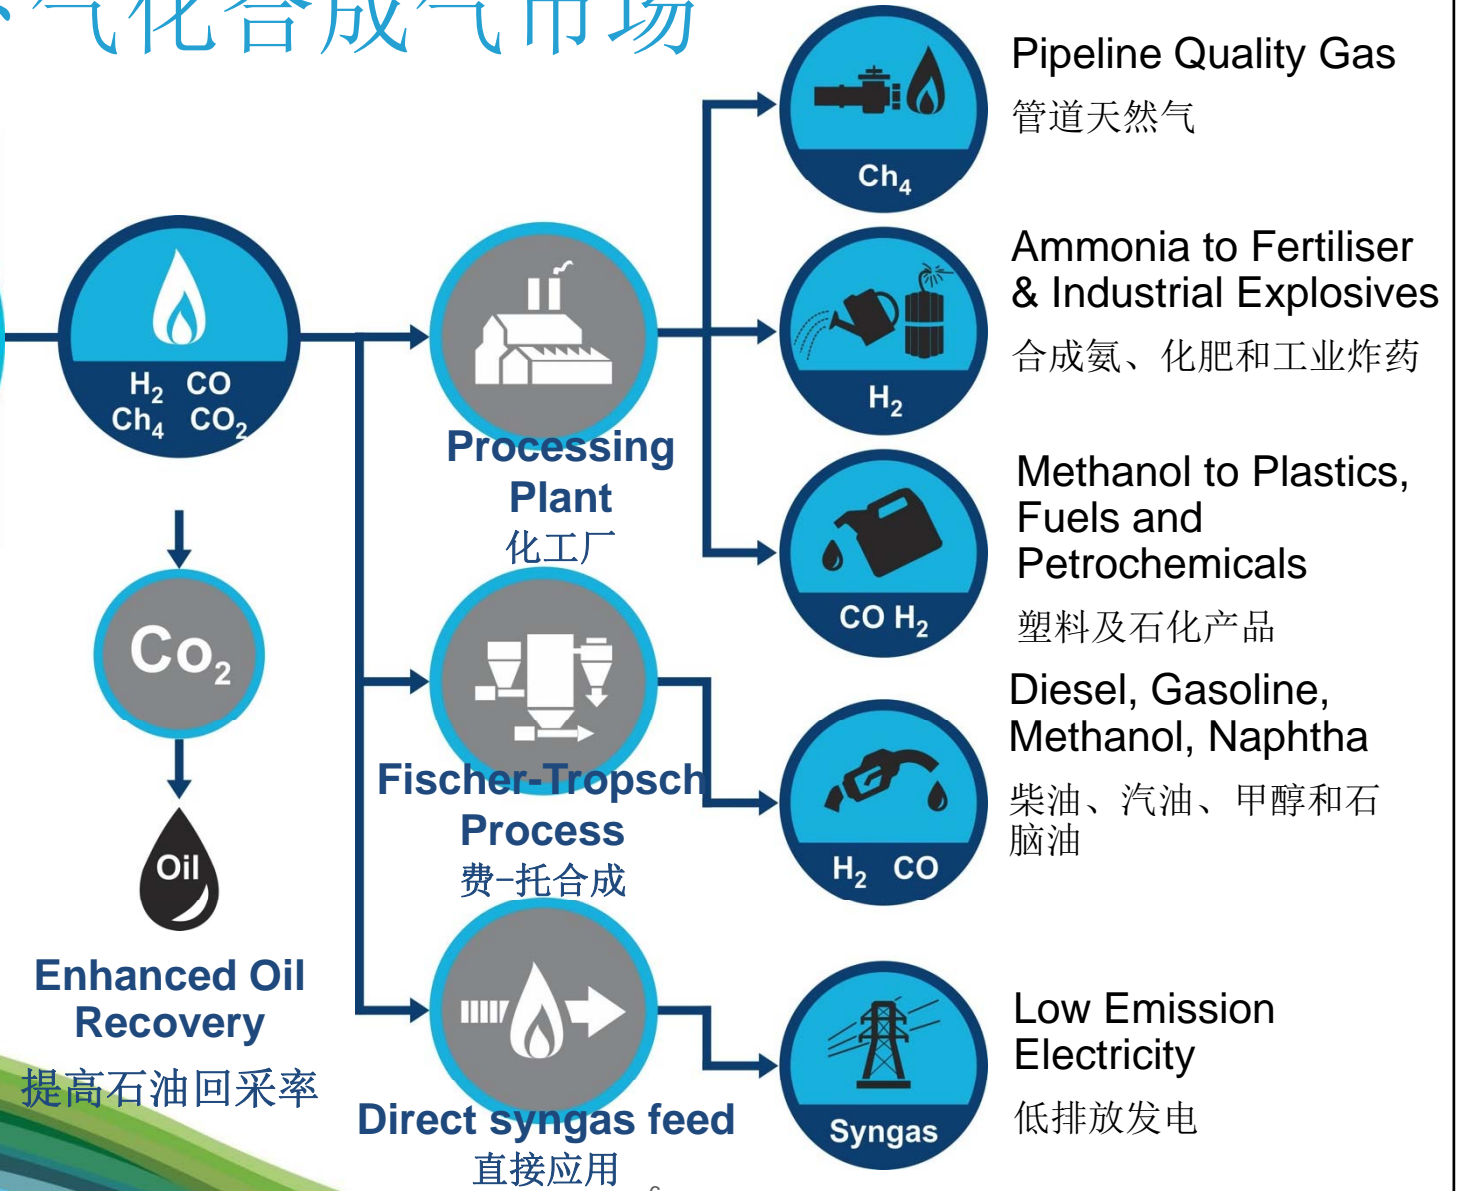 气化合成气市场
H₂ CO
Ch₄ CO₂
Co₂
Oil
Enhanced Oil
Recovery
提高石油回采率
Processing
Plant
化工厂
Fischer-Tropsch
Process
费-托合成
Direct syngas feed
直接应用
Ch₄
Pipeline Quality Gas
管道天然气
H₂
Ammonia to Fertiliser
& Industrial Explosives
合成氨、化肥和工业炸药
CO H₂
Methanol to Plastics,
Fuels and
Petrochemicals
塑料及石化产品
H₂ CO
Diesel, Gasoline,
Methanol, Naphtha
柴油、汽油、甲醇和石
脑油
Syngas
Low Emission
Electricity
低排放发电